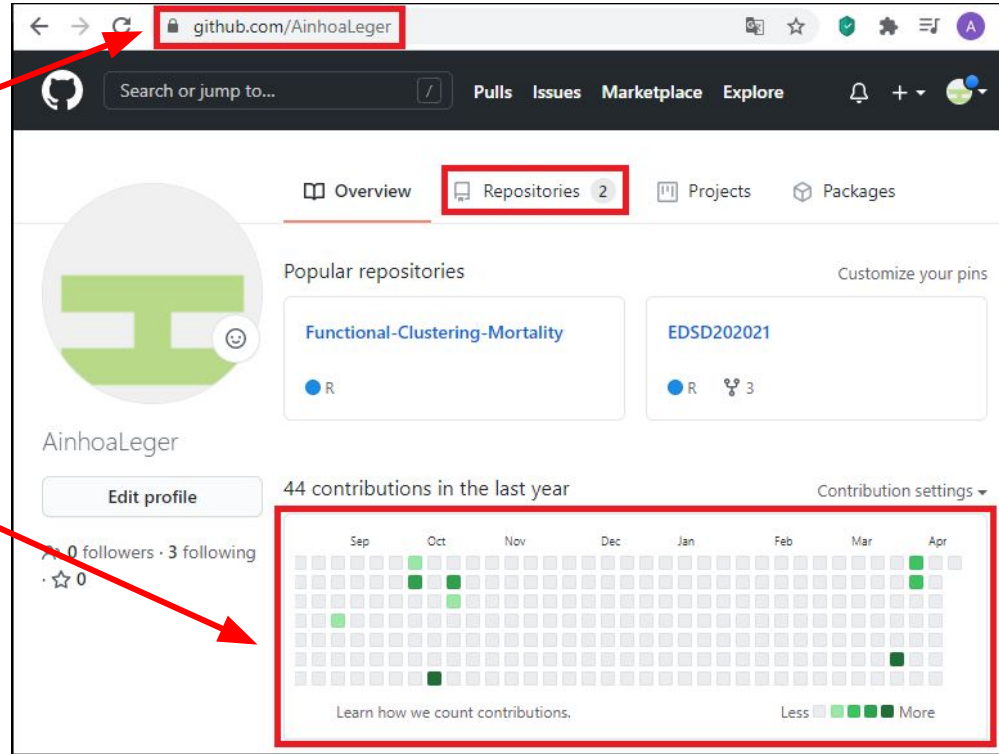 github.com/AinhoaLeger
A
Search or jump to... /
Pulls Issues Marketplace Explore
Overview Repositories 2 Projects Packages
Popular repositories Customize your pins
Functional-Clustering-Mortality
R
EDSD202021
R 3
AinhoaLeger
Edit profile
0 followers · 3 following
· 0
44 contributions in the last year Contribution settings
Sep Oct Nov Dec Jan Feb Mar Apr
Learn how we count contributions. Less More